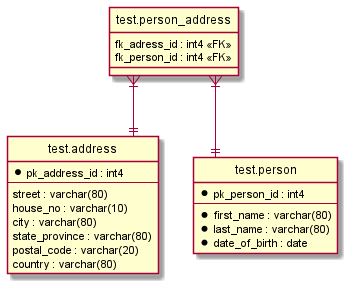 test.person_address
fk_adress_id : int4 «FK»
fk_person_id : int4 «FK»
test.address
pk_address_id : int4
street : varchar(80)
house_no : varchar(10)
city : varchar(80)
state_province : varchar(80)
postal_code : varchar(20)
country : varchar(80)
test.person
pk_person_id : int4
first_name : varchar(80)
last_name : varchar(80)
date_of_birth : date